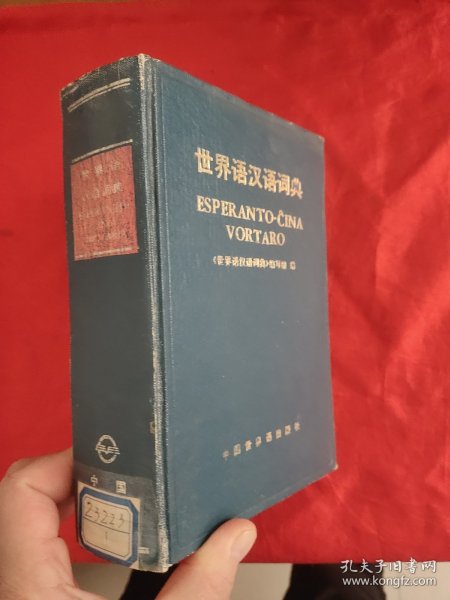 世界语汉语词典
ESPERANTO-ĈINA
VORTARO
《世界语汉语词典》编写组 编
中国世界语出版社
中国
23223
1
孔夫子旧书网
www.kongfz.com